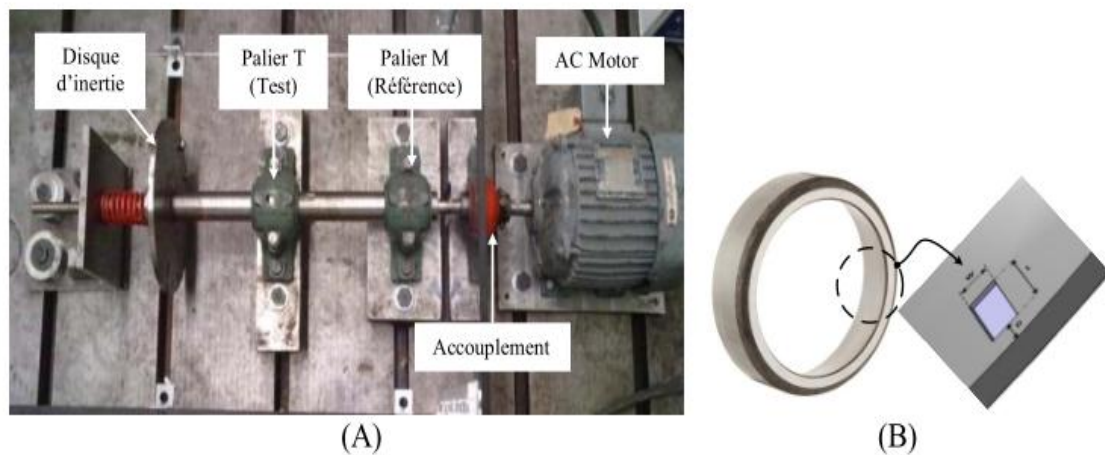 Disque
d'inertie
Palier T
(Test)
Palier M
(Référence)
AC Motor
Accouplement
(A)
(B)